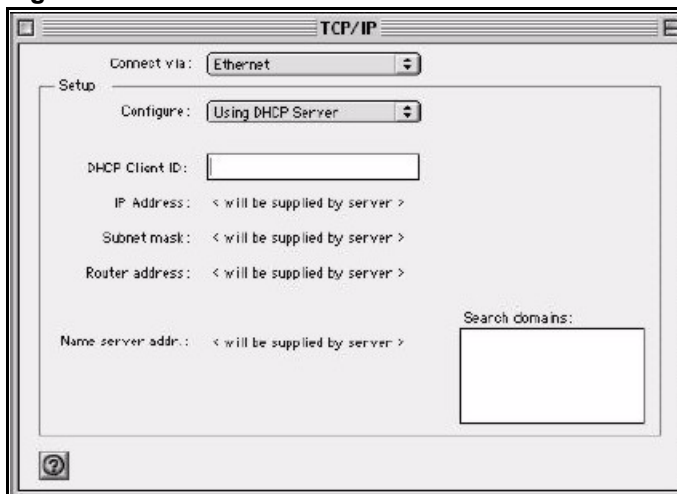 TCP/IP
Connect via: Ethernet
Setup
Configure: Using DHCP Server
DHCP Client ID:
IP Address: < will be supplied by server >
Subnet mask: < will be supplied by server >
Router address: < will be supplied by server >
Search domains:
Name server addr.: < will be supplied by server >
?